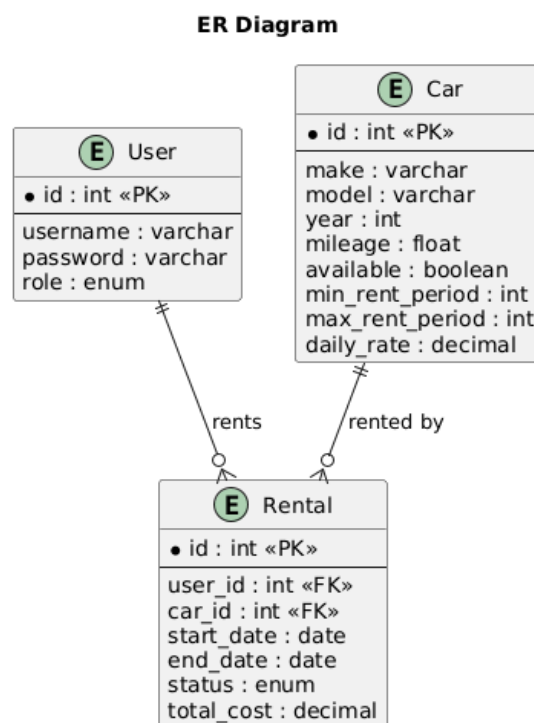 ER Diagram
E User
id : int «PK»
username : varchar
password : varchar
role : enum
E Car
id : int «PK»
make : varchar
model : varchar
year : int
mileage : float
available : boolean
min_rent_period : int
max_rent_period : int
daily_rate : decimal
rents
rented by
E Rental
id : int «PK»
user_id : int «FK»
car_id : int «FK»
start_date : date
end_date : date
status : enum
total_cost : decimal